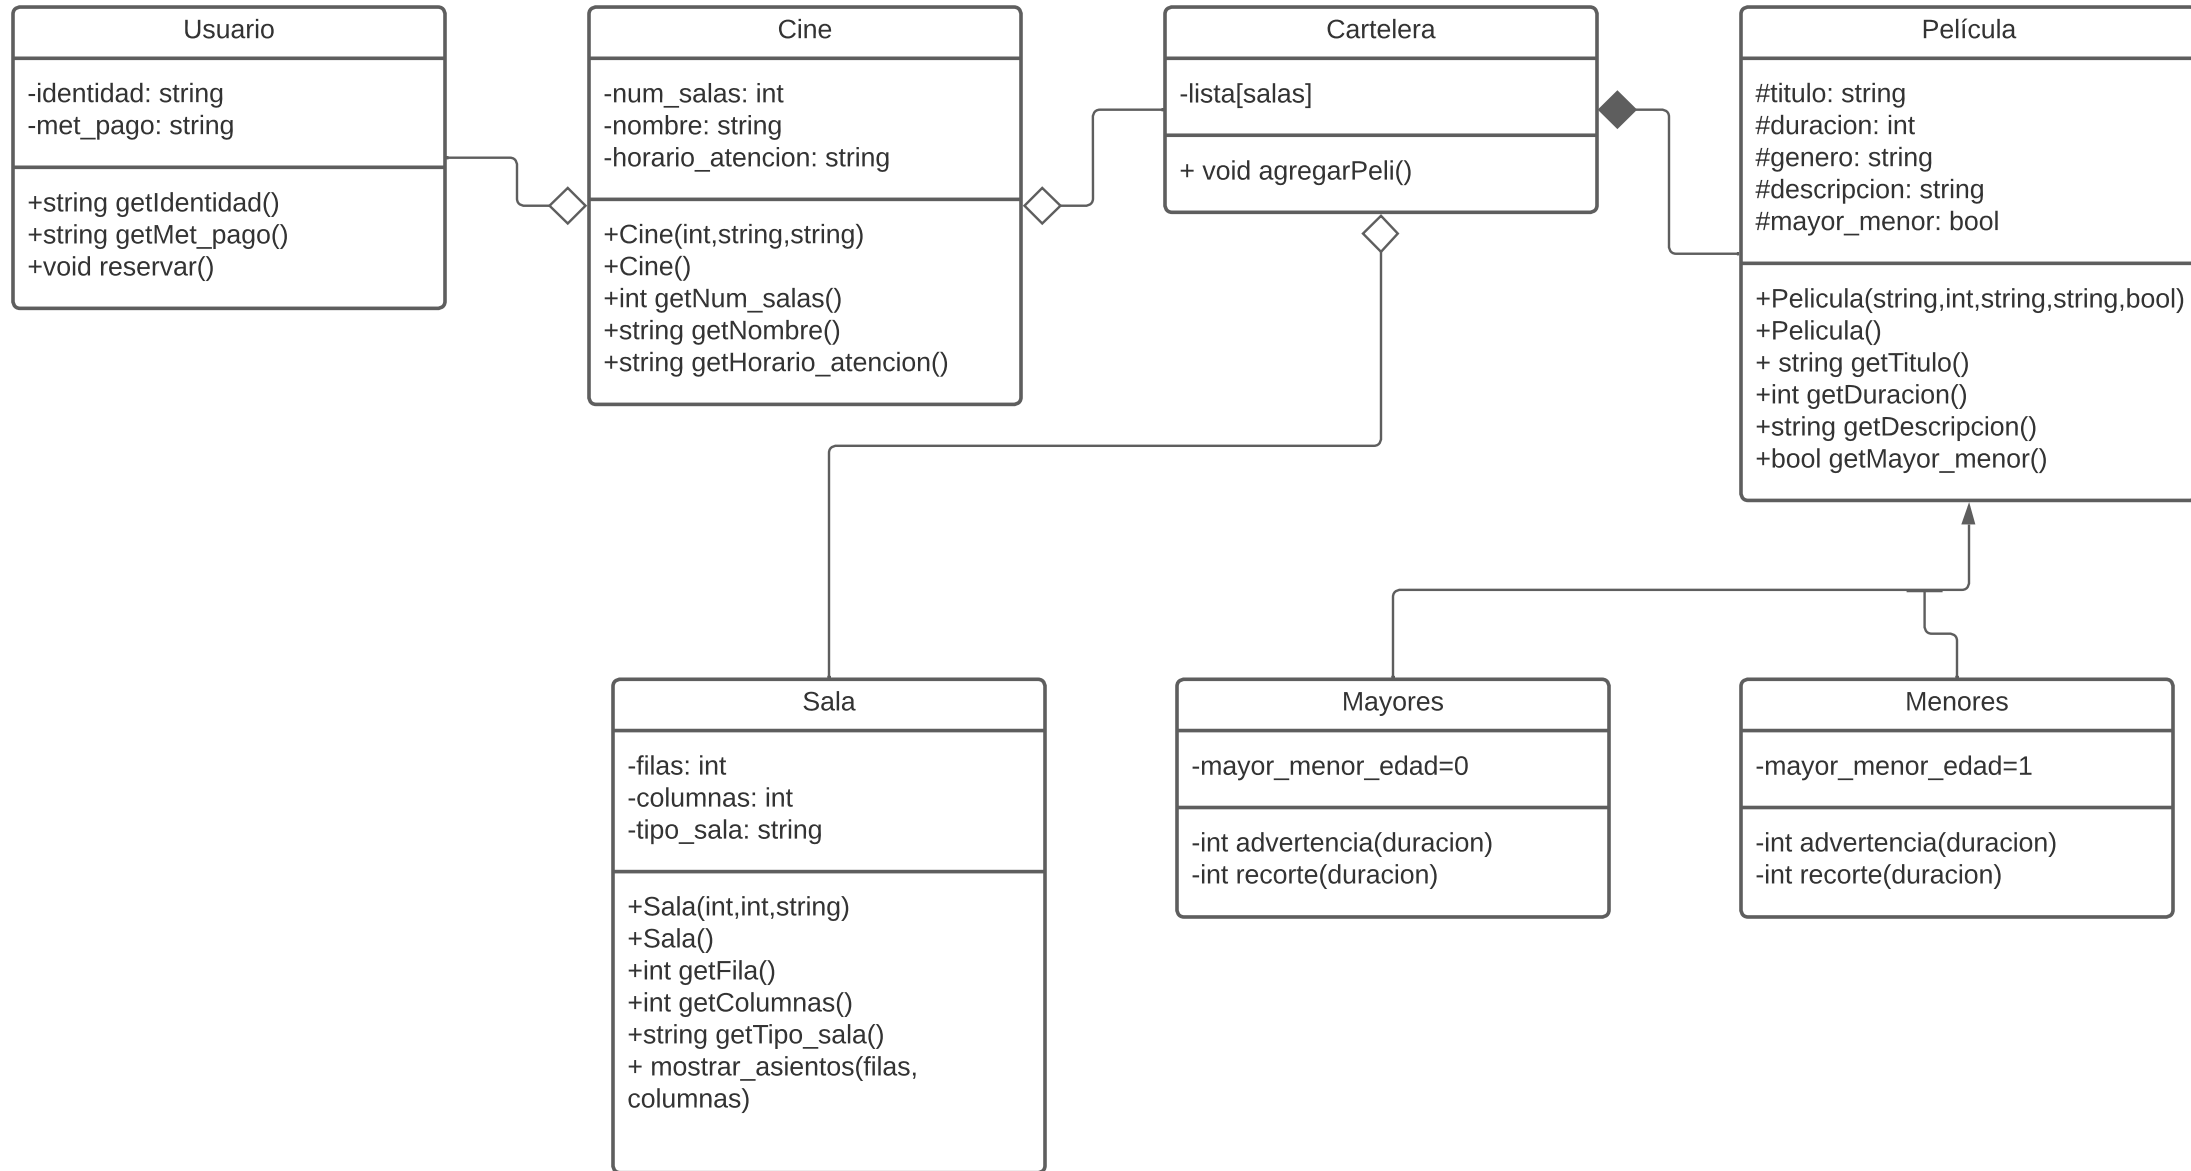 Usuario
-identidad: string
-met_pago: string
+string getIdentidad()
+string getMet_pago()
+void reservar()
Cine
-num_salas: int
-nombre: string
-horario_atencion: string
+Cine(int,string,string)
+Cine()
+int getNum_salas()
+string getNombre()
+string getHorario_atencion()
Cartelera
-lista[salas]
+ void agregarPeli()
Película
#titulo: string
#duracion: int
#genero: string
#descripcion: string
#mayor_menor: bool
+Pelicula(string,int,string,string,bool)
+Pelicula()
+ string getTitulo()
+int getDuracion()
+string getDescripcion()
+bool getMayor_menor()
Sala
-filas: int
-columnas: int
-tipo_sala: string
+Sala(int,int,string)
+Sala()
+int getFila()
+int getColumnas()
+string getTipo_sala()
+ mostrar_asientos(filas,
columnas)
Mayores
-mayor_menor_edad=0
-int advertencia(duracion)
-int recorte(duracion)
Menores
-mayor_menor_edad=1
-int advertencia(duracion)
-int recorte(duracion)